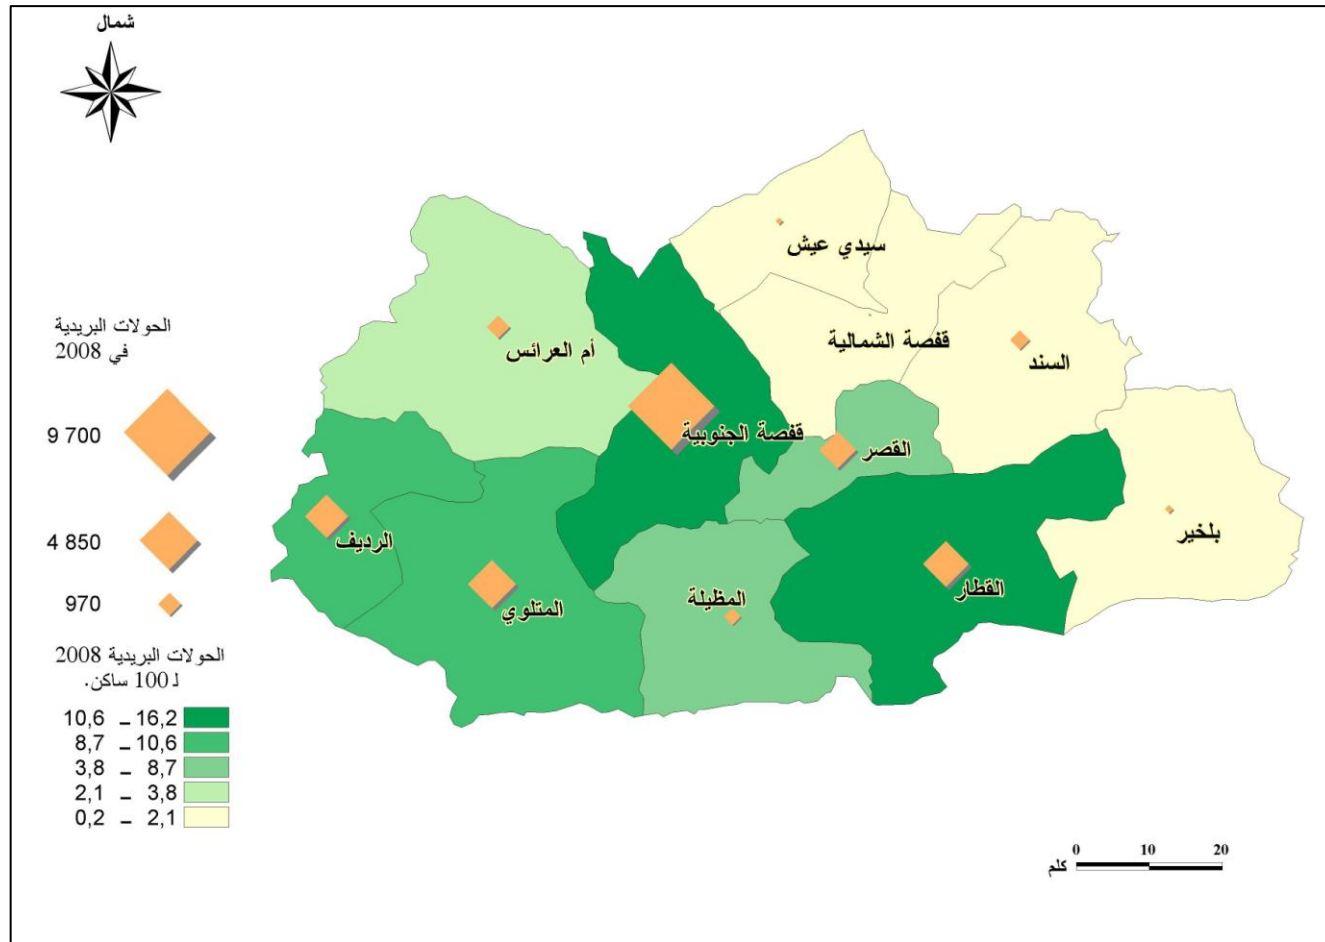 شمال
سيدي عيش
قفصة الشمالية
السند
أم العرائس
قفصة الجنوبية
القصر
بلخير
الرديف
المتلوي
المظيلة
القطار
الحولات البريدية
في 2008
9 700
4 850
970
الحولات البريدية 2008
لـ 100 ساكن.
10,6 – 16,2
8,7 – 10,6
3,8 – 8,7
2,1 – 3,8
0,2 – 2,1
0 10 20
كلم